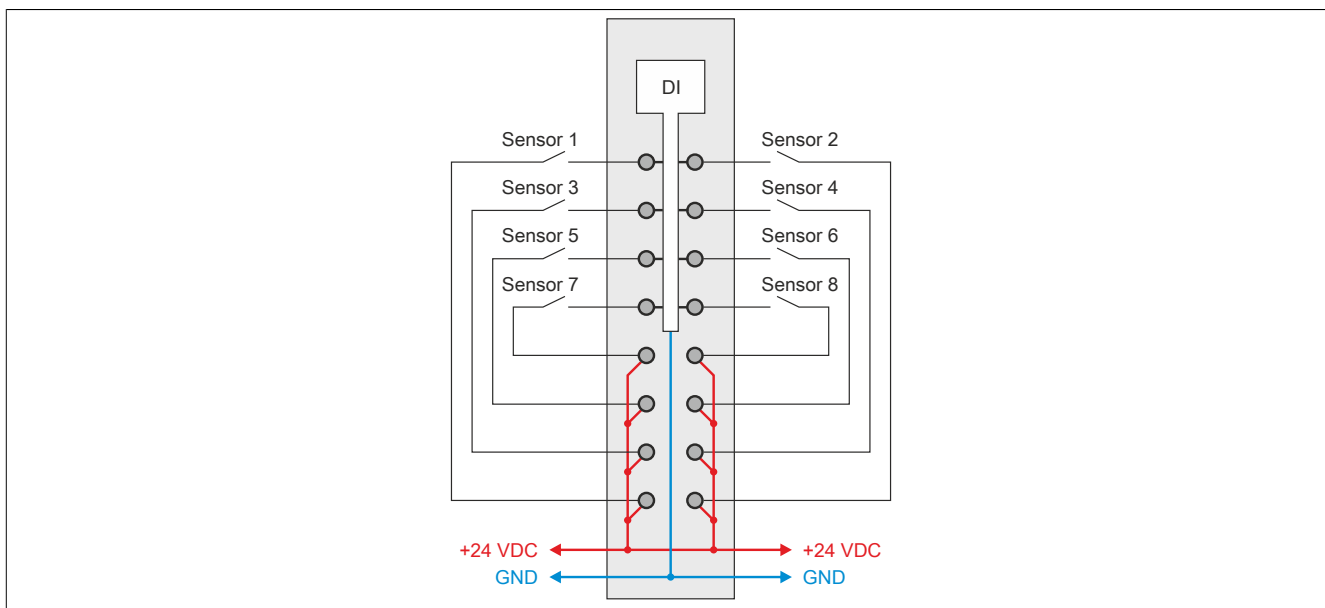 DI
Sensor 1
Sensor 2
Sensor 3
Sensor 4
Sensor 5
Sensor 6
Sensor 7
Sensor 8
+24 VDC
+24 VDC
GND
GND